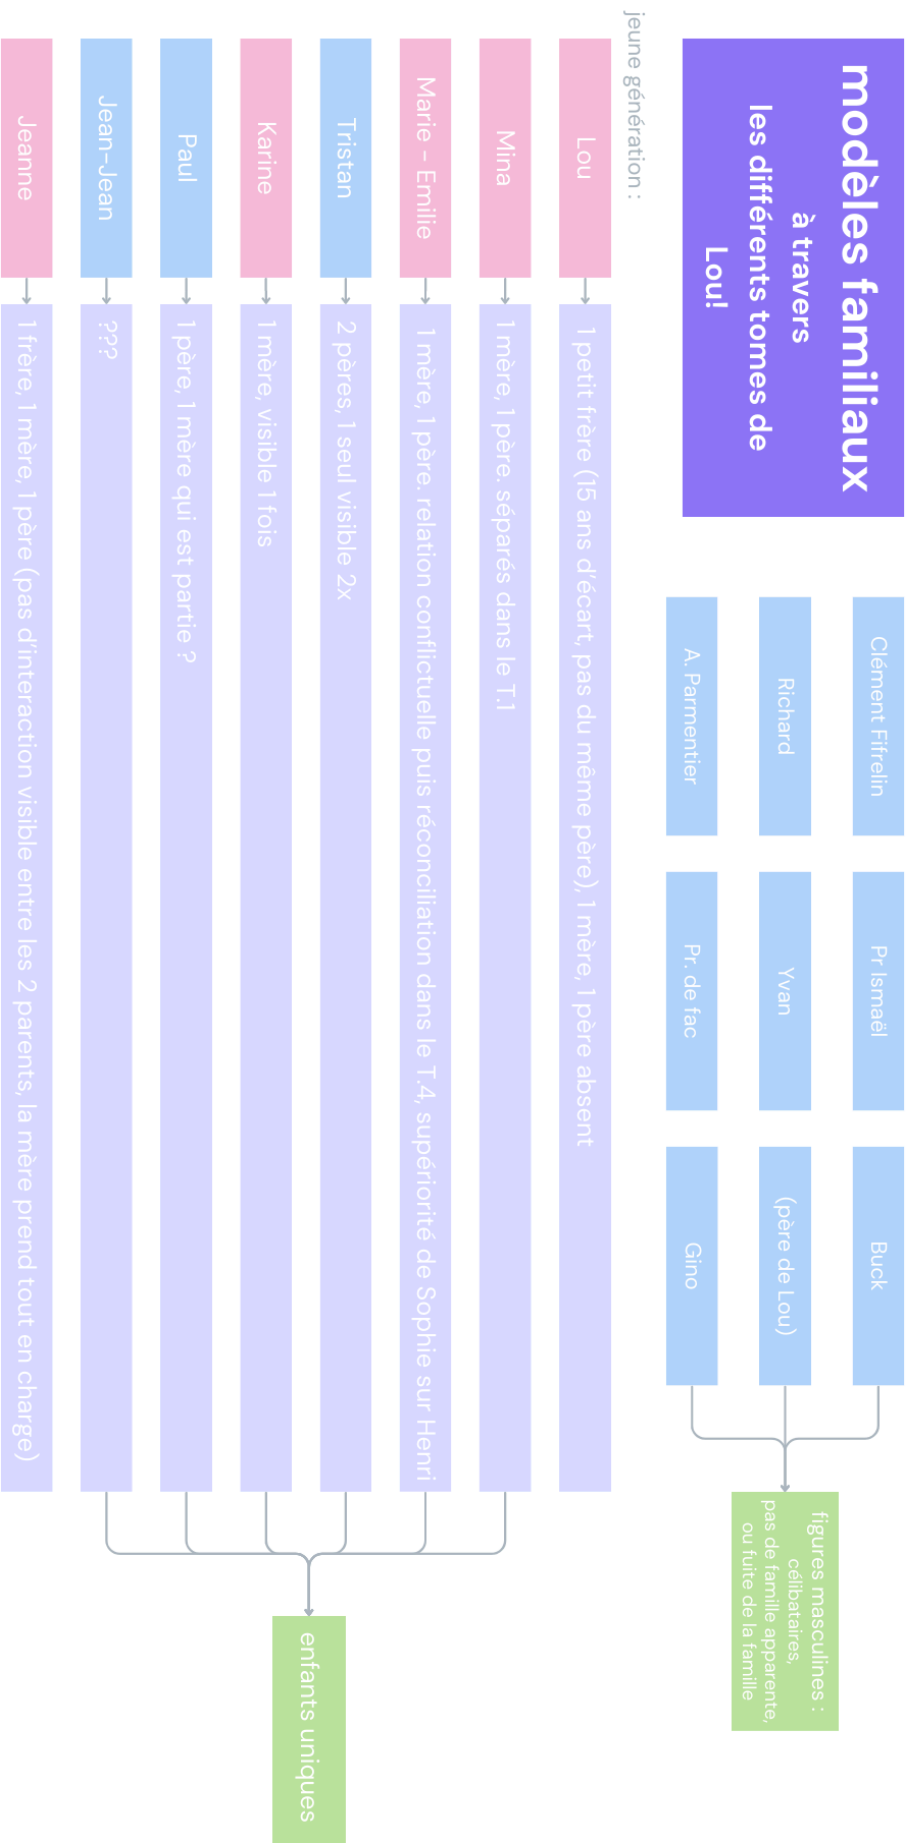 modèles familiaux
à travers
les différents tomes de
Lou!
Clément Fifrelin
Pr Ismaël
Buck
Richard
Yvan
(père de Lou)
A. Parmentier
Pr. de fac
Gino
figures masculines :
célibataires,
pas de famille apparente,
ou fuite de la famille
jeune génération :
Lou
1 petit frère (15 ans d'écart, pas du même père), 1 mère, 1 père absent
Mina
1 mère, 1 père. séparés dans le T.1
Marie - Emilie
1 mère, 1 père. relation conflictuelle puis réconciliation dans le T.4, supériorité de Sophie sur Henri
Tristan
2 pères, 1 seul visible 2x
Karine
1 mère, visible 1 fois
Paul
1 père, 1 mère qui est partie ?
Jean-Jean
???
Jeanne
1 frère, 1 mère, 1 père (pas d'interaction visible entre les 2 parents, la mère prend tout en charge)
enfants uniques